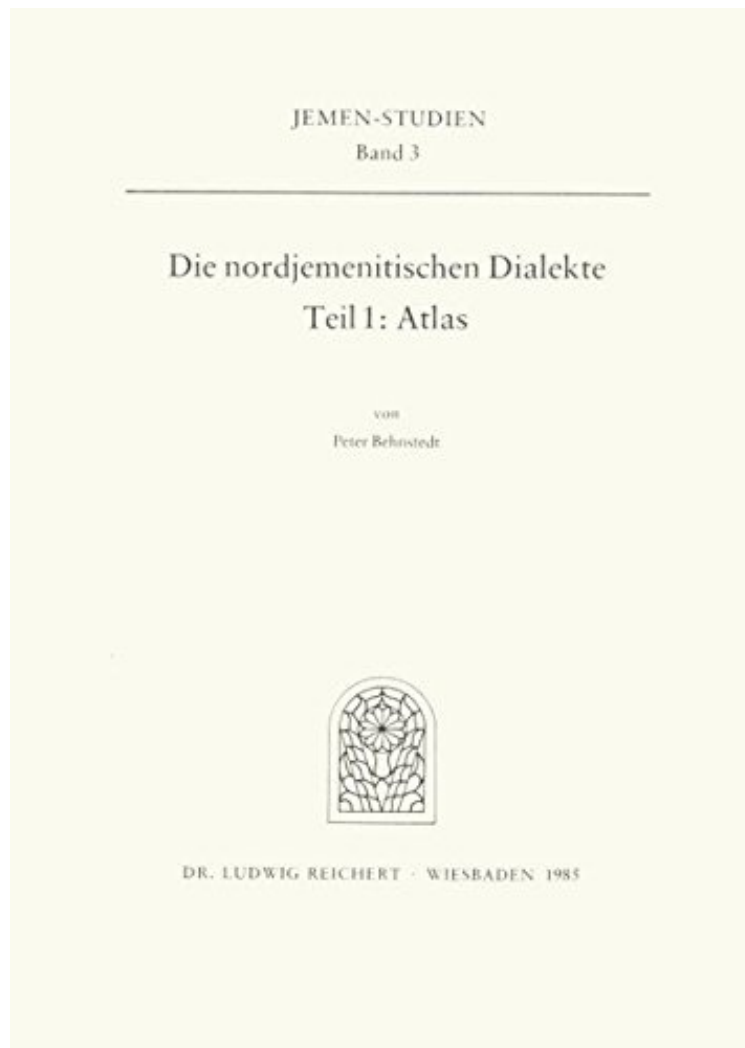 JEMEN-STUDIEN
Band 3
Die nordjemenitischen Dialekte
Teil 1: Atlas
von
Peter Behnstedt
DR. LUDWIG REICHERT · WIESBADEN 1985